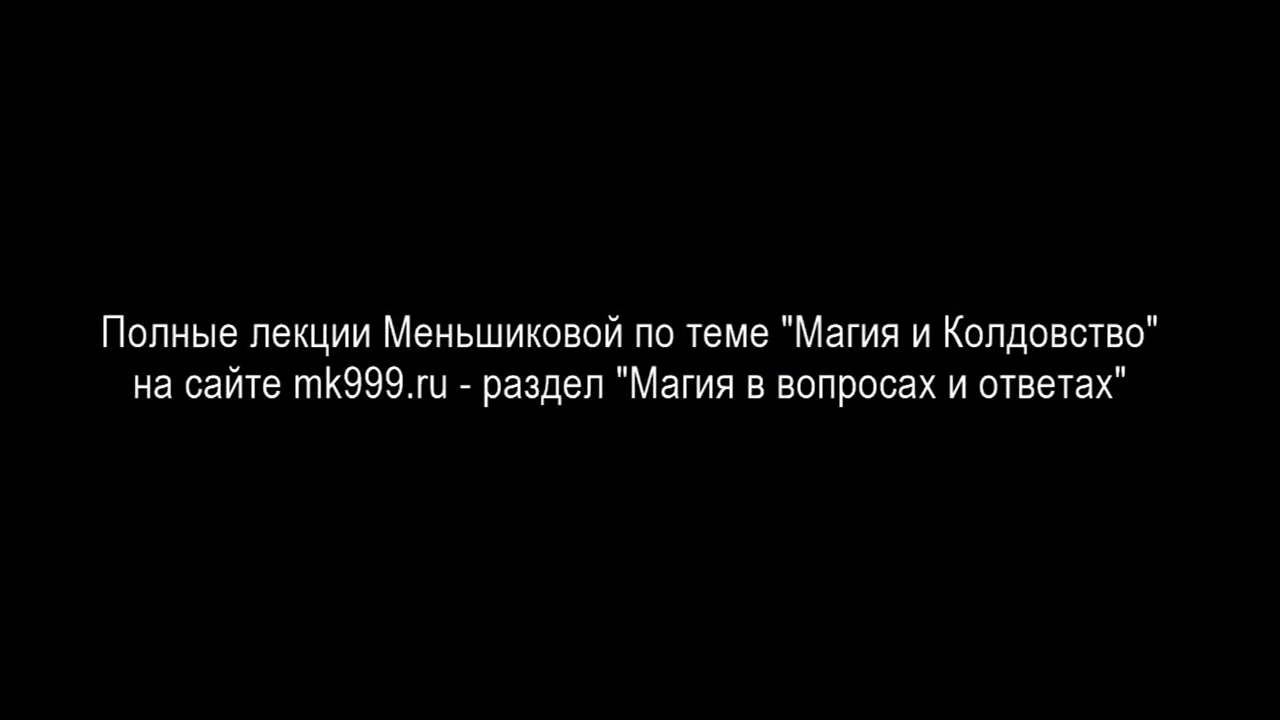 Полные лекции Меньшиковой по теме "Магия и Колдовство"
на сайте mk999.ru - раздел "Магия в вопросах и ответах"